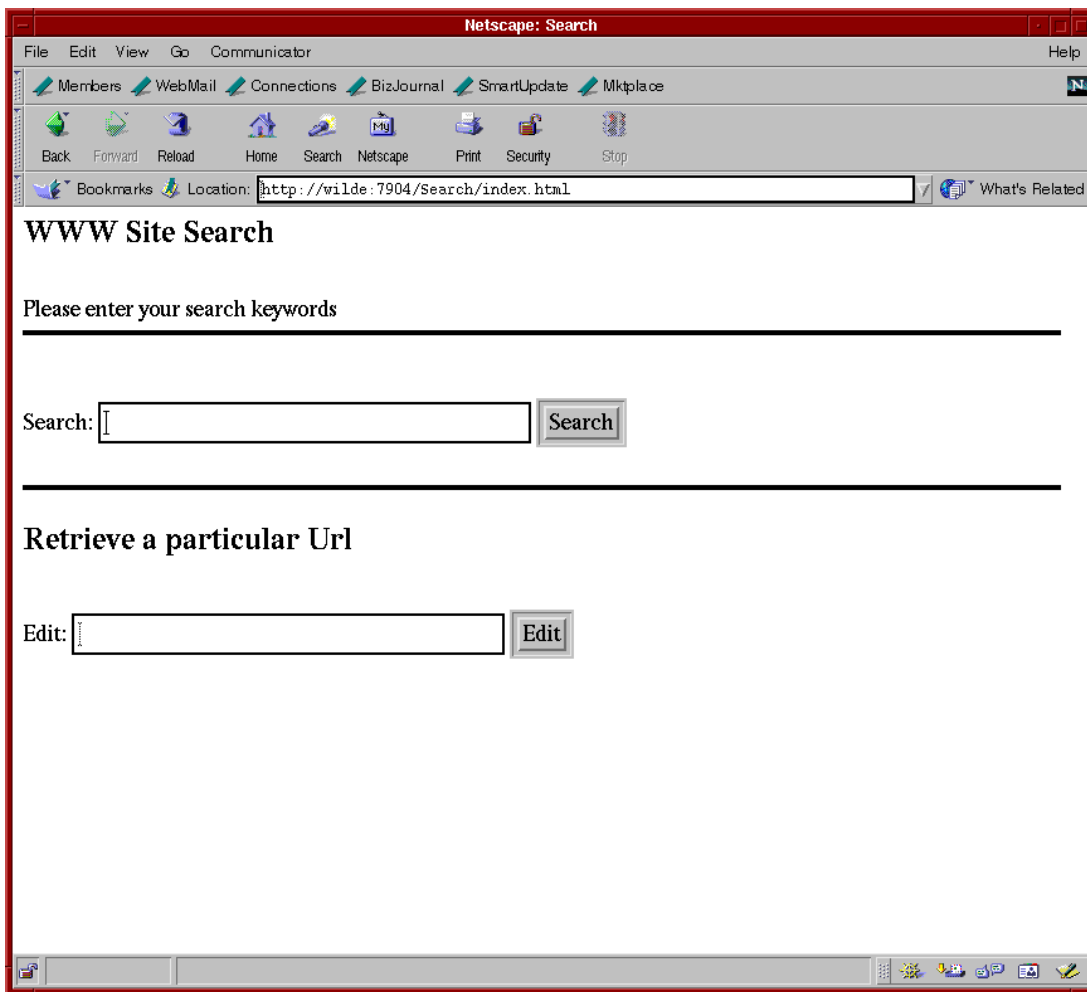 Netscape: Search
File Edit View Go Communicator Help
Members WebMail Connections BizJournal SmartUpdate Mktplace N
My
Back Forward Reload Home Search Netscape Print Security Stop
Bookmarks Location: http://wilde:7904/Search/index.html What's Related
WWW Site Search
Please enter your search keywords
Search: Search
Retrieve a particular Url
Edit: Edit